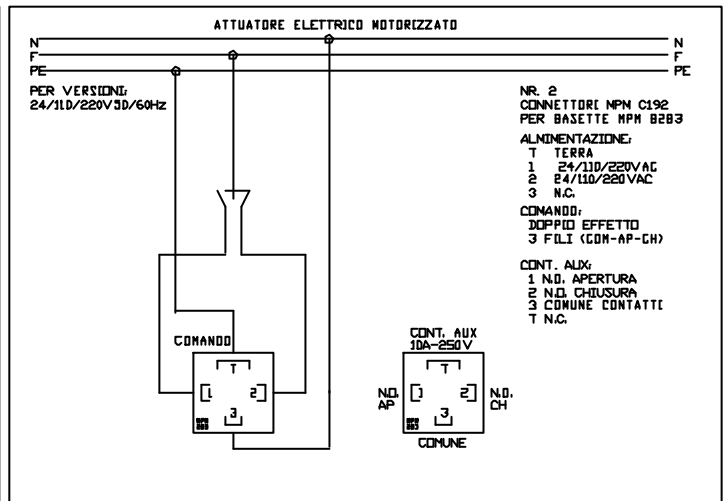 ATTUATORE ELETTRICO MOTORIZZATO
N
F
PE
N
F
PE
PER VERSIONI:
24/110/220V50/60Hz
NR. 2
CONNETTORI MPM C192
PER BASETTE MPM B2B3
ALMIMENTAZIONE:
T TERRA
1 24/110/220VAC
2 24/110/220VAC
3 N.C.
COMANDO:
DOPPIO EFFETTO
3 FILI (COM-AP-CH)
CONT. AUX:
1 N.O. APERTURA
2 N.O. CHIUSURA
3 COMUNE CONTATTI
T N.C.
COMANDO
T
1
2
3
CONT. AUX
10A-250V
T
N.O.
AP
1
2
N.O.
CH
3
COMUNE